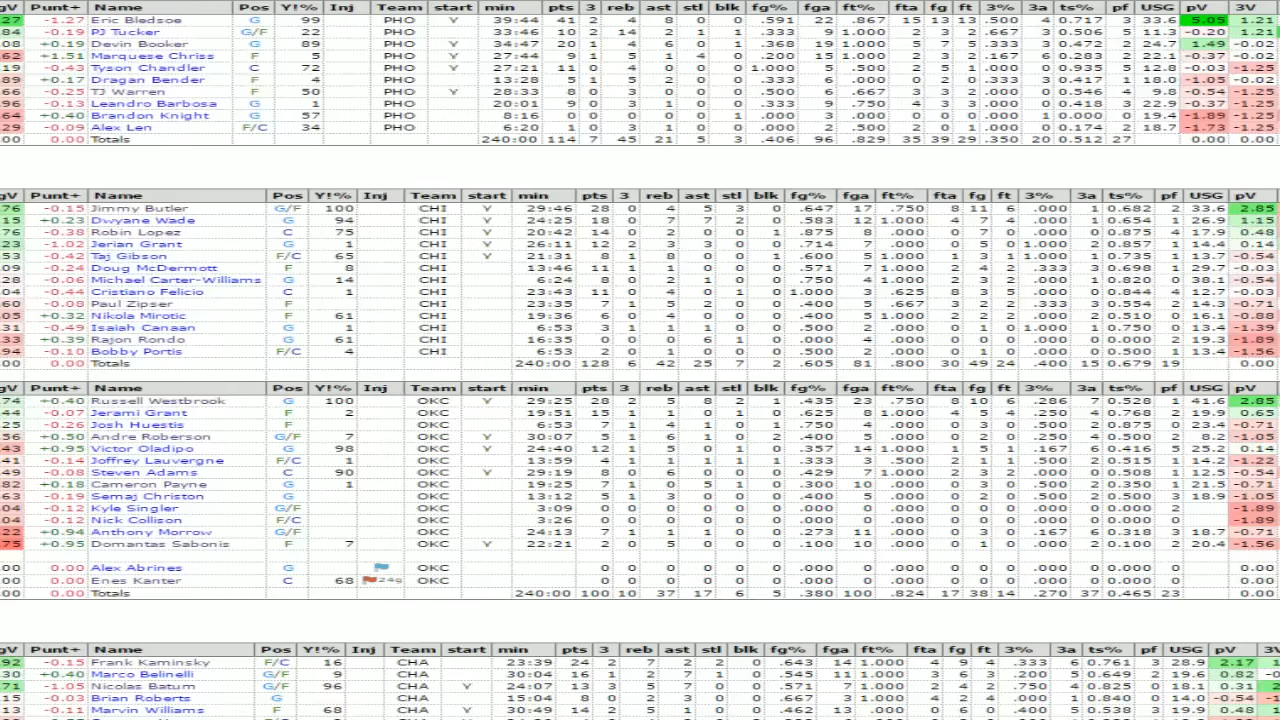 27 -1.27 Eric Bledsoe G 99 PHO Y 39:44 41 2 4 8 0 0 .591 22 .867 15 13 13 .500 4 0.717 3 33.6 5.05 1.21
84 -0.19 PJ Tucker G/F 22 PHO 33:46 10 2 14 2 1 1 .333 9 1.000 2 3 2 .667 3 0.506 5 11.3 -0.20 1.21
08 +0.19 Devin Booker G 89 PHO Y 34:47 20 1 4 6 0 1 .368 19 1.000 5 7 5 .333 3 0.472 2 24.7 1.49 -0.02
62 +1.51 Marquese Chriss F 5 PHO Y 27:44 9 1 5 1 4 0 .200 15 1.000 2 3 2 .167 6 0.283 2 22.1 -0.37 -0.02
19 -0.43 Tyson Chandler C 72 PHO Y 27:21 11 0 4 0 0 0 1.000 5 .500 2 5 1 .000 0 0.935 5 12.8 -0.03 -1.25
89 +0.17 Dragan Bender F 4 PHO 13:28 5 1 5 2 0 0 .333 6 .000 0 2 0 .333 3 0.417 1 18.0 -1.05 -0.02
66 -0.25 TJ Warren F 50 PHO Y 28:33 8 0 3 1 0 0 .500 6 .667 3 3 2 .000 0 0.546 4 9.8 -0.54 -1.25
96 -0.13 Leandro Barbosa G 1 PHO 20:01 9 0 3 1 0 0 .333 9 .750 4 3 3 .000 2 0.418 3 22.9 -0.37 -1.25
64 +0.40 Brandon Knight G 57 PHO 8:16 0 0 0 0 0 1 .000 3 .000 0 0 0 .000 1 0.000 0 19.4 -1.89 -1.25
29 -0.09 Alex Len F/C 34 PHO 6:20 1 0 3 1 0 0 .000 2 .500 2 0 1 .000 0 0.174 2 18.7 -1.73 -1.25
00 0.00 Totals 240:00 114 7 45 21 5 3 .406 96 .829 35 39 29 .350 20 0.512 27 0.00 0.00
gV Punt+ Name Pos Y!% Inj Team start min pts 3 reb ast stl blk fg% fga ft% fta fg ft 3% 3a ts% pf USG pV
76 -0.15 Jimmy Butler G/F 100 CHI Y 29:46 28 0 4 5 3 0 .647 17 .750 8 11 6 .000 1 0.682 2 33.6 2.85
15 +0.23 Dwyane Wade G 94 CHI Y 24:25 18 0 7 7 2 0 .583 12 1.000 4 7 4 .000 1 0.654 1 26.9 1.15
76 -0.38 Robin Lopez C 75 CHI Y 20:42 14 0 2 0 0 1 .875 8 .000 0 7 0 .000 0 0.875 4 17.9 0.48
23 -1.02 Jerian Grant G 1 CHI Y 26:11 12 2 3 3 0 0 .714 7 .000 0 5 0 1.000 2 0.857 1 14.4 0.14
53 -0.42 Taj Gibson F/C 65 CHI Y 21:31 8 1 8 0 0 0 .600 5 1.000 1 3 1 1.000 1 0.735 1 13.7 -0.54
09 -0.24 Doug McDermott F 8 CHI 13:46 11 1 1 0 0 0 .571 7 1.000 2 4 2 .333 3 0.698 1 29.7 -0.03
28 -0.06 Michael Carter-Williams G 14 CHI 6:24 8 0 2 1 0 0 .750 4 1.000 2 3 2 .000 1 0.820 0 38.1 -0.54
04 -0.44 Cristiano Felicio C 1 CHI 23:43 11 0 4 0 1 0 1.000 3 .625 8 3 5 .000 0 0.844 4 12.7 -0.03
60 -0.08 Paul Zipser F CHI 23:35 7 1 5 2 0 0 .400 5 .667 3 2 2 .333 3 0.554 2 14.3 -0.71
05 +0.32 Nikola Mirotic F 61 CHI 19:36 6 0 4 0 0 0 .400 5 1.000 2 2 2 .000 2 0.510 0 16.1 -0.88
31 -0.49 Isaiah Canaan G 1 CHI 6:53 3 1 1 1 0 0 .500 2 .000 0 1 0 1.000 1 0.750 0 13.4 -1.39
33 +0.39 Rajon Rondo G 61 CHI 16:35 0 0 0 6 1 0 .000 4 .000 0 0 0 .000 0 0.000 3 19.3 -1.89
94 -0.10 Bobby Portis F/C 4 CHI 6:53 2 0 1 0 0 1 .500 2 .000 0 1 0 .000 0 0.500 0 13.4 -1.56
00 0.00 Totals 240:00 128 6 42 25 7 2 .605 81 .800 30 49 24 .400 15 0.679 19 0.00
gV Punt+ Name Pos Y!% Inj Team start min pts 3 reb ast stl blk fg% fga ft% fta fg ft 3% 3a ts% pf USG pV
74 +0.40 Russell Westbrook G 100 OKC Y 29:25 28 2 5 8 2 1 .435 23 .750 8 10 6 .286 7 0.528 1 41.6 2.85
44 -0.07 Jerami Grant F 2 OKC 19:51 15 1 1 0 1 0 .625 8 1.000 4 5 4 .250 4 0.768 2 19.9 0.65
25 -0.26 Josh Huestis F OKC 6:53 7 1 4 1 0 1 .750 4 .000 0 3 0 .500 2 0.875 0 23.4 -0.71
56 +0.50 Andre Roberson G/F 7 OKC Y 30:07 5 1 6 1 0 2 .400 5 .000 0 2 0 .250 4 0.500 2 8.2 -1.05
43 +0.95 Victor Oladipo G 98 OKC Y 24:40 12 1 5 0 1 0 .357 14 1.000 1 5 1 .167 6 0.416 5 25.2 0.14
41 -0.14 Joffrey Lauvergne F/C 1 OKC 13:59 4 1 1 1 1 1 .333 3 .500 2 1 1 .500 2 0.515 1 14.2 -1.22
49 -0.08 Steven Adams C 90 OKC Y 29:19 8 0 6 0 1 0 .429 7 1.000 2 3 2 .000 0 0.508 1 12.5 -0.54
82 +0.18 Cameron Payne G 1 OKC 19:25 7 1 0 5 0 1 .300 10 .000 0 3 0 .500 2 0.350 1 21.5 -0.71
63 -0.19 Semaj Christon G OKC 13:12 5 1 3 0 0 0 .400 5 .000 0 2 0 .500 2 0.500 3 18.9 -1.05
04 -0.12 Kyle Singler G/F OKC 3:09 0 0 0 0 0 0 .000 0 .000 0 0 0 .000 0 0.000 2 -1.89
04 -0.12 Nick Collison F/C OKC 3:26 0 0 0 0 0 0 .000 0 .000 0 0 0 .000 0 0.000 0 -1.89
22 +0.94 Anthony Morrow G/F OKC 24:13 7 1 1 1 0 0 .273 11 .000 0 3 0 .167 6 0.318 3 18.7 -0.71
75 +0.95 Domantas Sabonis F 7 OKC Y 22:21 2 0 5 0 0 0 .100 10 .000 0 1 0 .000 2 0.100 2 20.4 -1.56
00 0.00 Alex Abrines G OKC 0 0 0 0 0 0 .000 0 .000 0 0 0 .000 0 0.000 0 0.00
00 0.00 Enes Kanter C 68 OKC 0 0 0 0 0 0 .000 0 .000 0 0 0 .000 0 0.000 0 0.00
00 0.00 Totals 240:00 100 10 37 17 6 5 .380 100 .824 17 38 14 .270 37 0.465 23 0.00
gV Punt+ Name Pos Y!% Inj Team start min pts 3 reb ast stl blk fg% fga ft% fta fg ft 3% 3a ts% pf USG pV 3V
92 -0.15 Frank Kaminsky F/C 16 CHA 23:39 24 2 7 2 2 0 .643 14 1.000 4 9 4 .333 6 0.761 3 28.9 2.17
30 +0.40 Marco Belinelli G/F 9 CHA 30:04 16 1 2 7 1 0 .545 11 1.000 3 6 3 .200 5 0.649 2 19.6 0.82
71 -1.05 Nicolas Batum G/F 96 CHA Y 24:07 13 3 5 7 0 0 .571 7 1.000 2 4 2 .750 4 0.825 0 18.1 0.31
15 -0.03 Brian Roberts G CHA 15:04 8 0 2 3 0 0 .667 3 1.000 4 2 4 .000 1 0.840 0 14.0 -0.54
13 -0.11 Marvin Williams F 68 CHA Y 30:49 14 2 5 1 0 0 .462 13 .000 0 6 0 .400 5 0.538 3 19.9 0.48